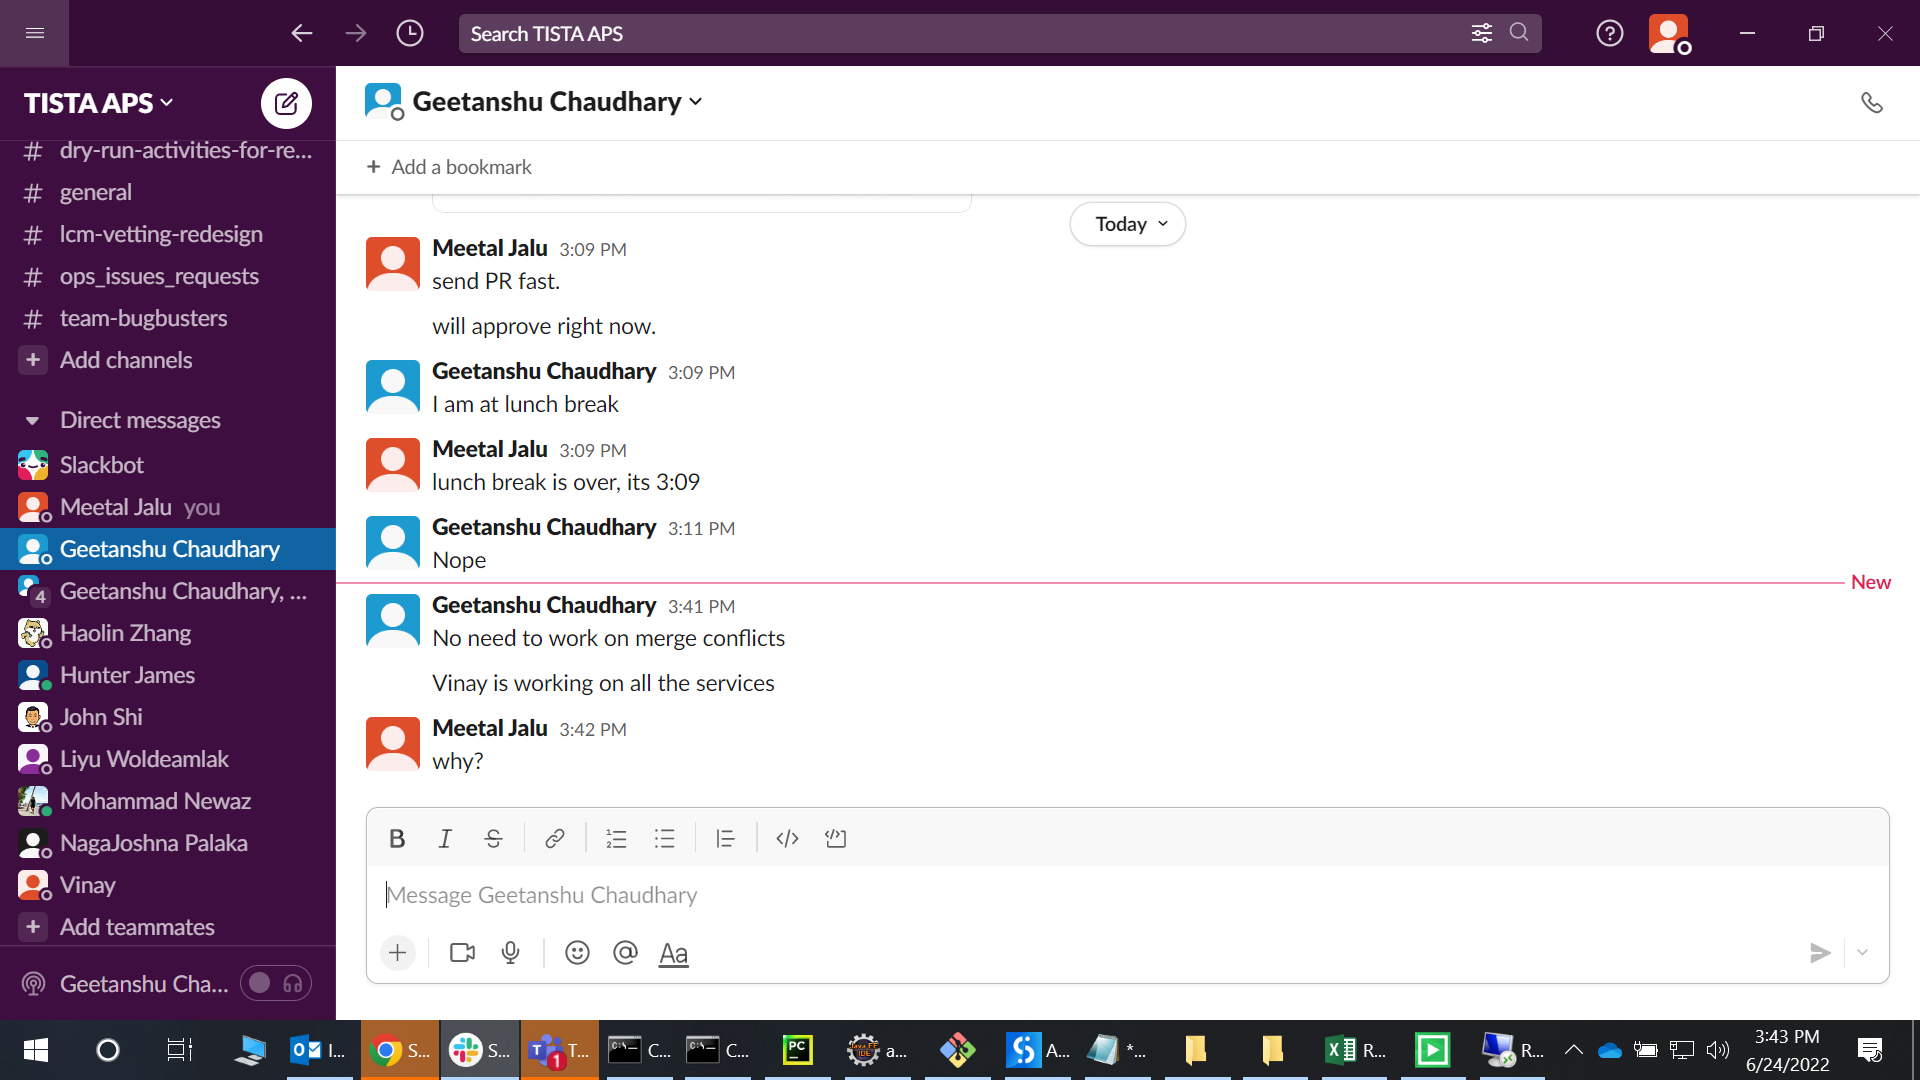 Search TISTA APS
TISTA APS
# dry-run-activities-for-re...
# general
# lcm-vetting-redesign
# ops_issues_requests
# team-bugbusters
+ Add channels
Direct messages
Slackbot
Meetal Jalu you
Geetanshu Chaudhary
4 Geetanshu Chaudhary, ...
Haolin Zhang
Hunter James
John Shi
Liyu Woldeamlak
Mohammad Newaz
NagaJoshna Palaka
Vinay
+ Add teammates
Geetanshu Cha...
Geetanshu Chaudhary
+ Add a bookmark
Today
Meetal Jalu 3:09 PM
send PR fast.
will approve right now.
Geetanshu Chaudhary 3:09 PM
I am at lunch break
Meetal Jalu 3:09 PM
lunch break is over, its 3:09
Geetanshu Chaudhary 3:11 PM
Nope
New
Geetanshu Chaudhary 3:41 PM
No need to work on merge conflicts
Vinay is working on all the services
Meetal Jalu 3:42 PM
why?
Message Geetanshu Chaudhary
Aa
I...
S...
S...
1 T...
C...
C...
PC
a...
A...
*...
R...
R...
3:43 PM
6/24/2022